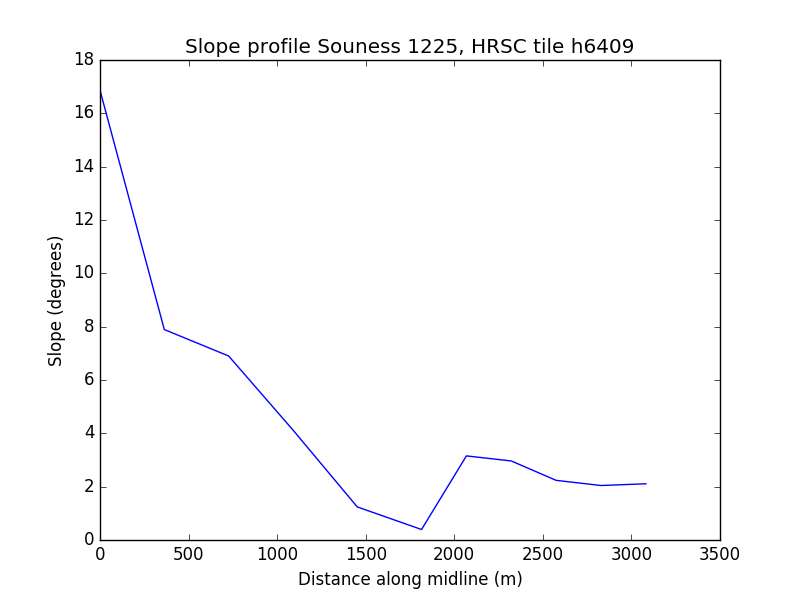 Slope profile Souness 1225, HRSC tile h6409
18
16
14
12
10
8
6
4
2
0
Slope (degrees)
0 500 1000 1500 2000 2500 3000 3500
Distance along midline (m)